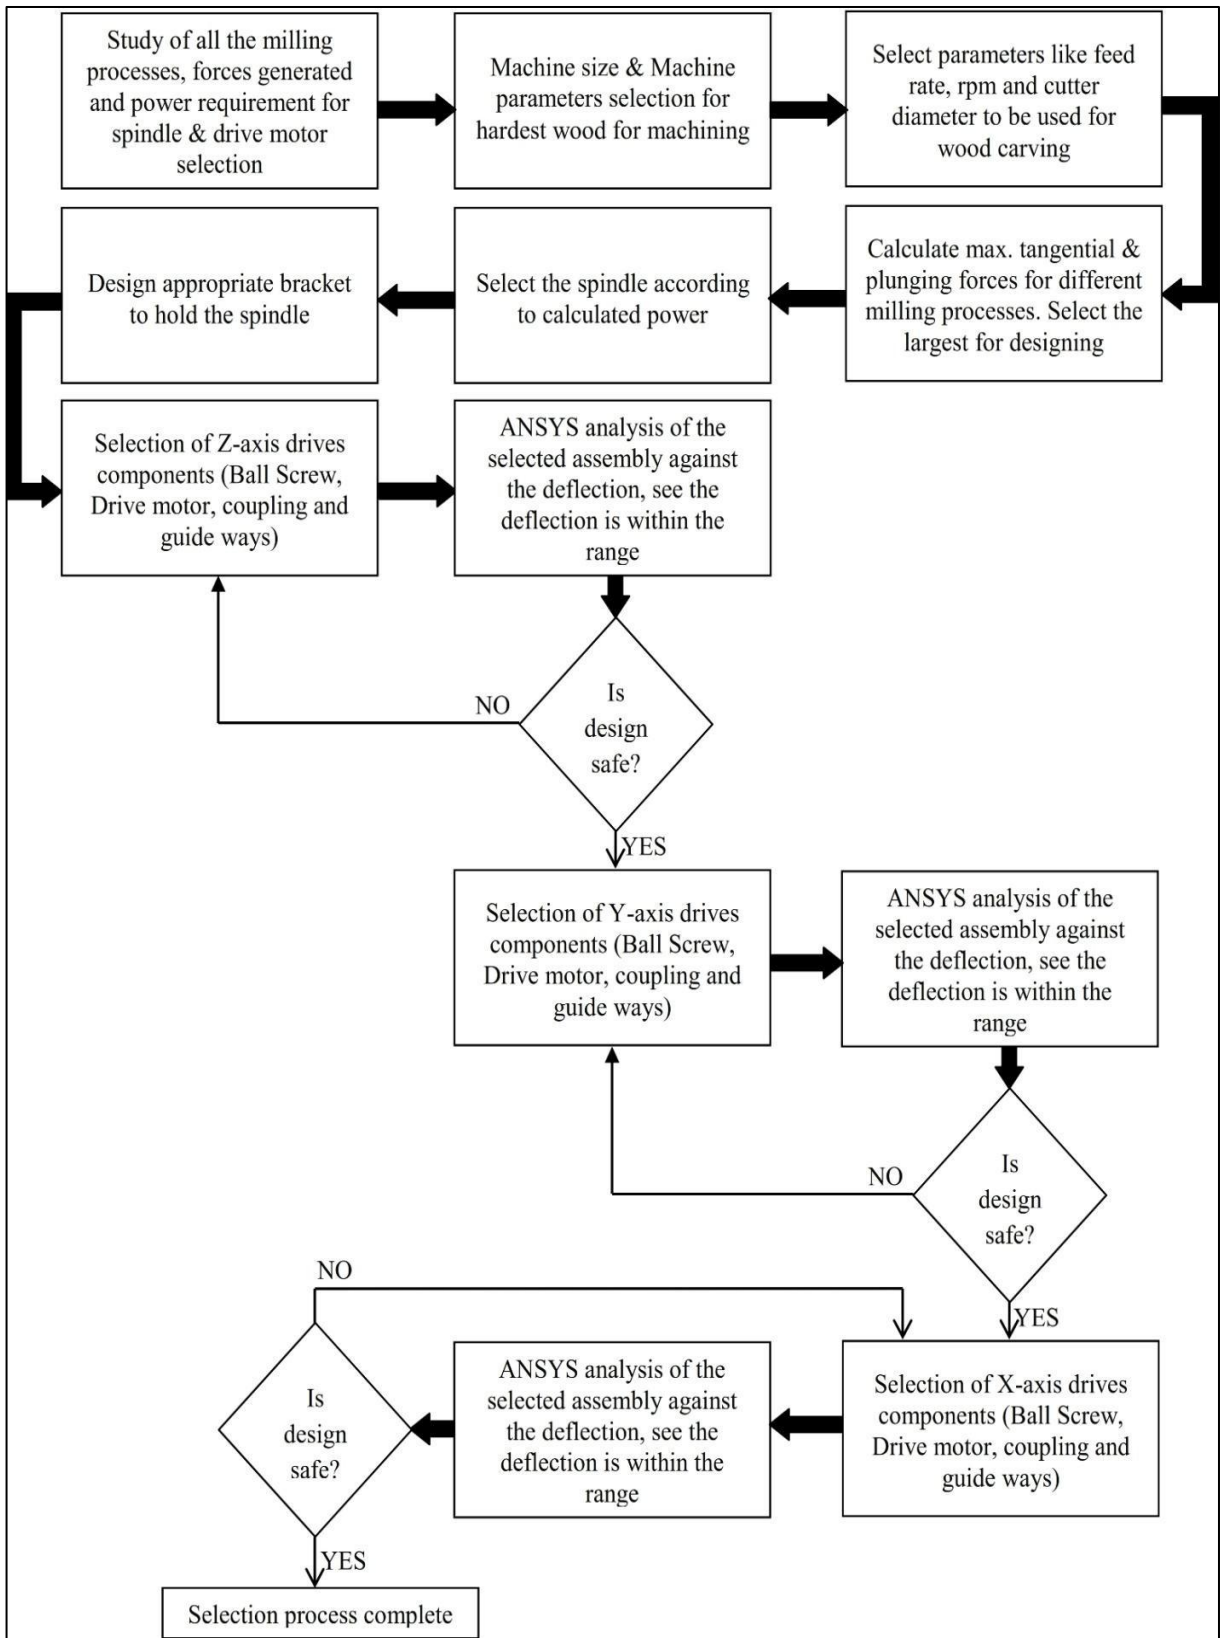 Study of all the milling
processes, forces generated
and power requirement for
spindle & drive motor
selection
Machine size & Machine
parameters selection for
hardest wood for machining
Select parameters like feed
rate, rpm and cutter
diameter to be used for
wood carving
Calculate max. tangential &
plunging forces for different
milling processes. Select the
largest for designing
Select the spindle according
to calculated power
Design appropriate bracket
to hold the spindle
Selection of Z-axis drives
components (Ball Screw,
Drive motor, coupling and
guide ways)
ANSYS analysis of the
selected assembly against
the deflection, see the
deflection is within the
range
Is
design
safe?
NO
YES
Selection of Y-axis drives
components (Ball Screw,
Drive motor, coupling and
guide ways)
ANSYS analysis of the
selected assembly against
the deflection, see the
deflection is within the
range
Is
design
safe?
NO
YES
Selection of X-axis drives
components (Ball Screw,
Drive motor, coupling and
guide ways)
ANSYS analysis of the
selected assembly against
the deflection, see the
deflection is within the
range
Is
design
safe?
NO
YES
Selection process complete